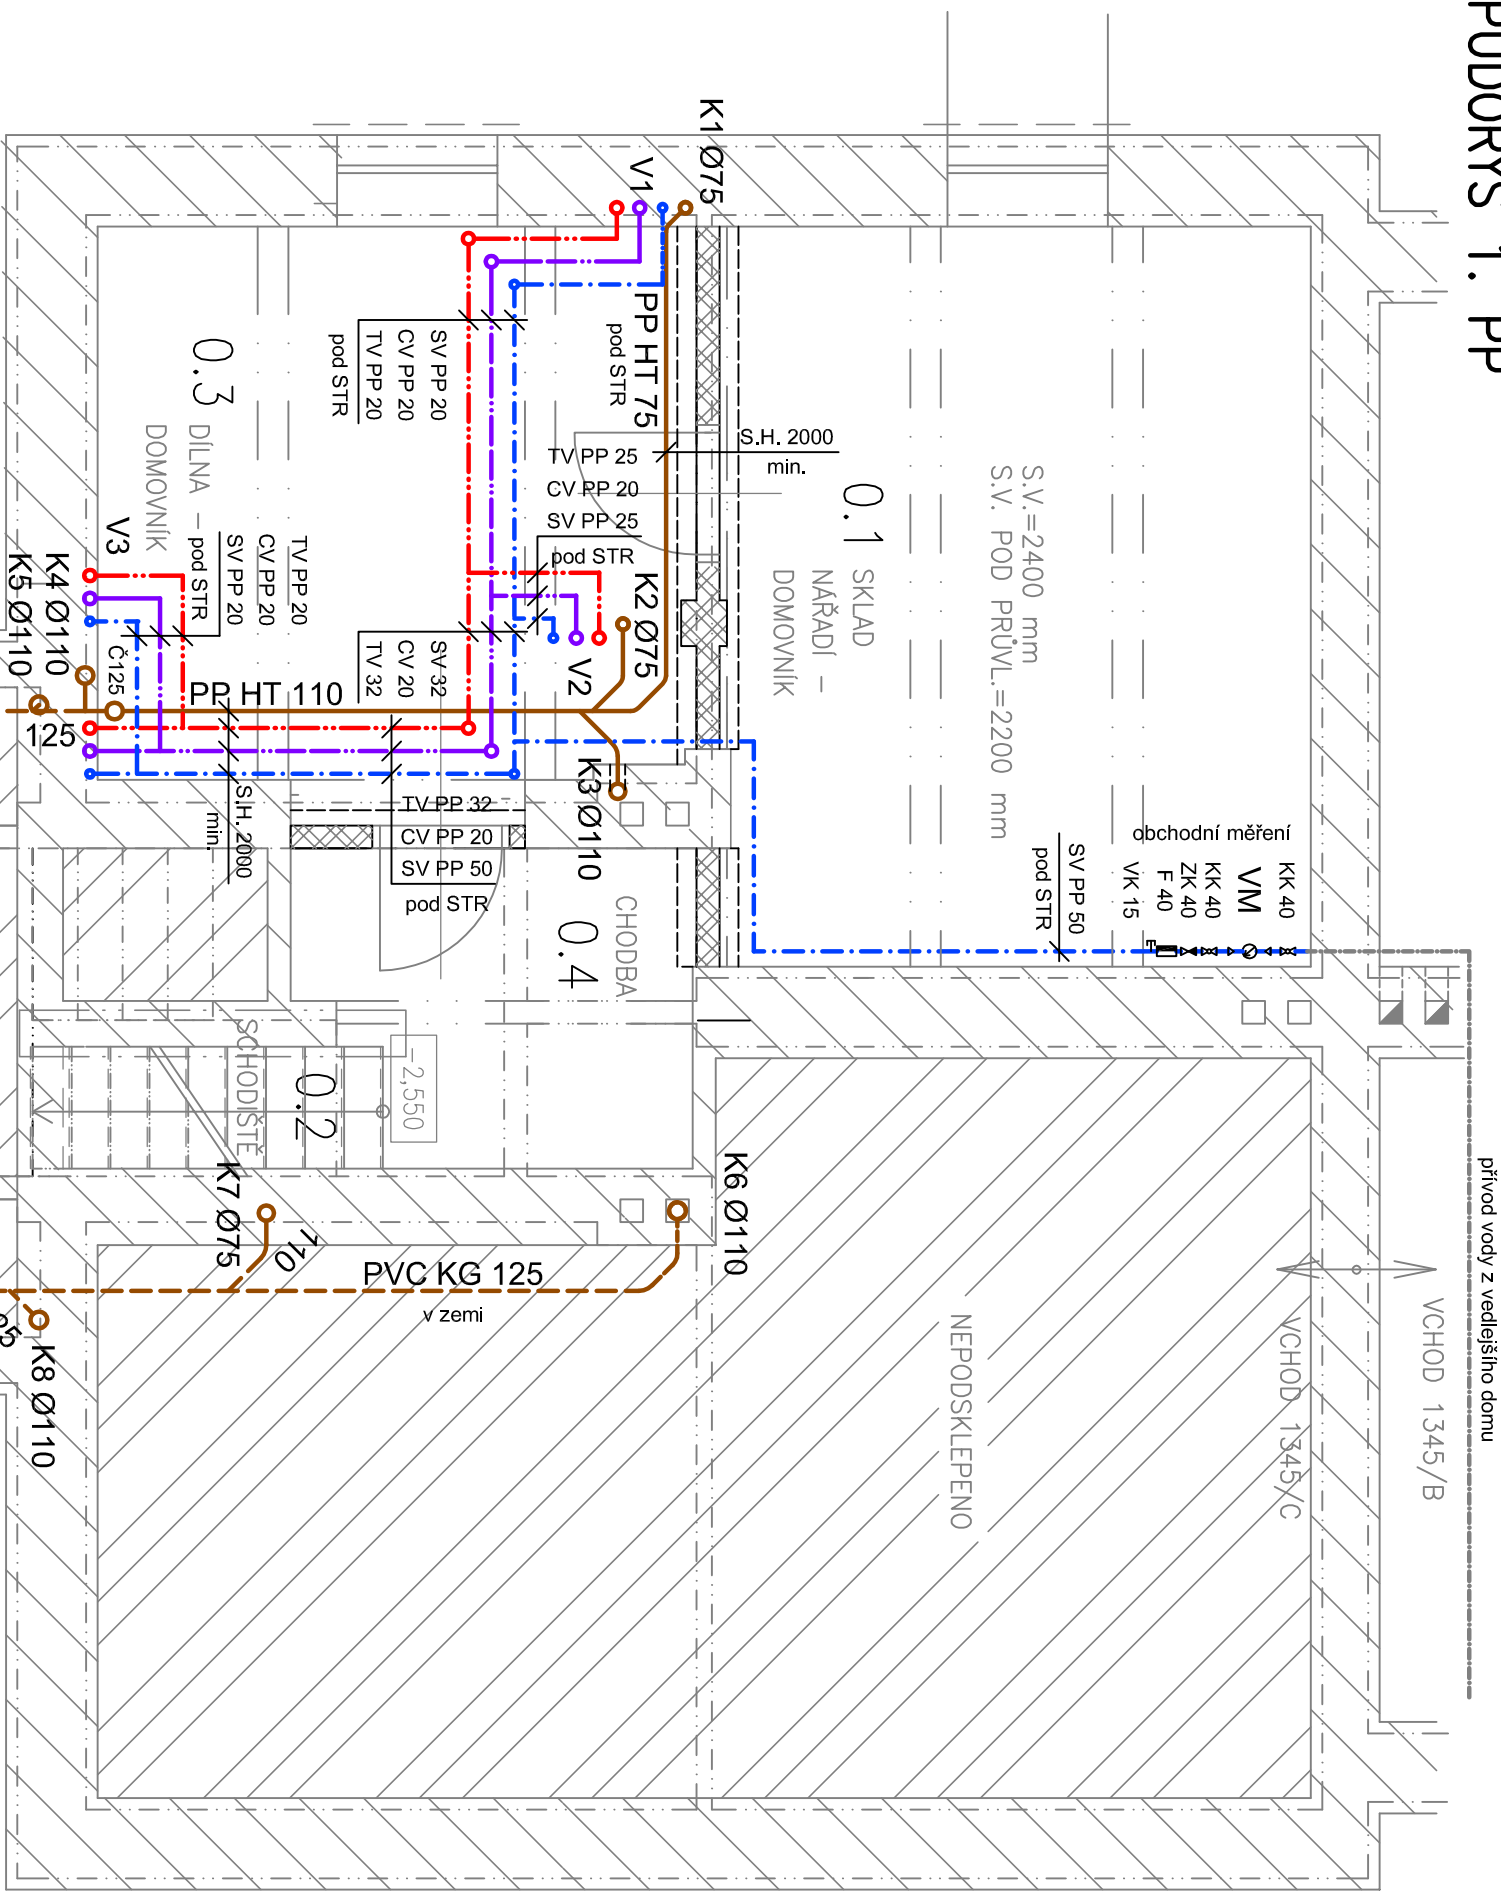 PŮDORYS 1. PP
přívod vody z vedlejšího domu
VCHOD 1345/B
VCHOD 1345/C
obchodní měření
KK 40
VM
KK 40
ZK 40
F 40
VK 15
SV PP 50
pod STR
S.V.=2400 mm
S.V. POD PRŮVL.=2200 mm
0.1
SKLAD
NÁŘADÍ –
DOMOVNÍK
S.H. 2000
min.
K1 Ø75
V1
PP HT 75
pod STR
TV PP 25
CV PP 20
SV PP 25
pod STR
K2 Ø75
V2
K3 Ø110
SV PP 20
CV PP 20
TV PP 20
pod STR
SV 32
CV 20
TV 32
0.3
DÍLNA –
DOMOVNÍK
TV PP 20
CV PP 20
SV PP 20
pod STR
V3
K4 Ø110
K5 Ø110
Č125
125
PP HT 110
S.H. 2000
min.
TV PP 32
CV PP 20
SV PP 50
pod STR
0.4
CHODBA
-2,550
0.2
SCHODIŠTĚ
K6 Ø110
K7 Ø75
110
PVC KG 125
v zemi
K8 Ø110
NEPODSKLEPENO